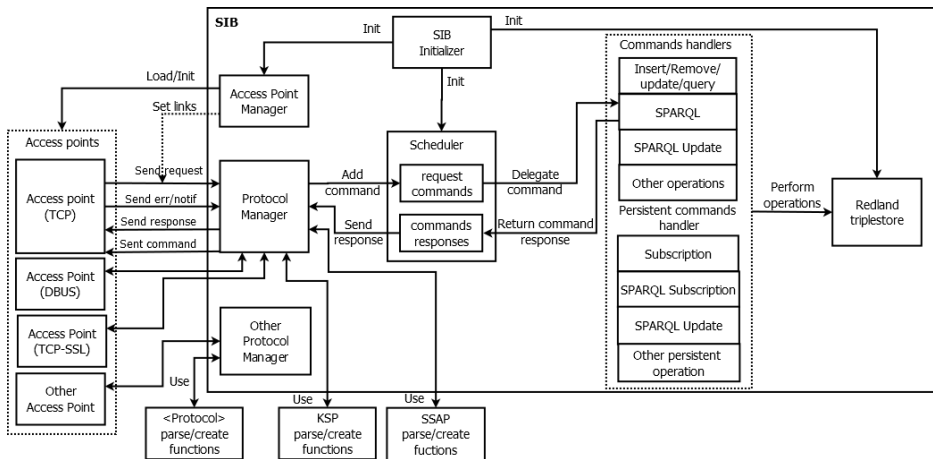 SIB
Init
SIB
Initializer
Init
Commands handlers
Load/Init
Init
Insert/Remove/
update/query
Access Point
Manager
Set links
SPARQL
Access points
Scheduler
SPARQL
Update
Send request
Access point
(TCP)
Add
command
request
commands
Delegate
command
Other operations
Perform
operations
Send err/notif
Protocol
Manager
Redland
triplestore
Send response
Send
response
commands
responses
Return command
response
Persistent commands
handler
Sent command
Subscription
Access Point
(DBUS)
SPARQL Subscription
Access Point
(TCP-SSL)
Other
Protocol
Manager
SPARQL
Update
Other persistent
operation
Other
Access Point
Use
Use
Use
<Protocol>
parse/create
functions
KSP
parse/create
functions
SSAP
parse/create
fuctions